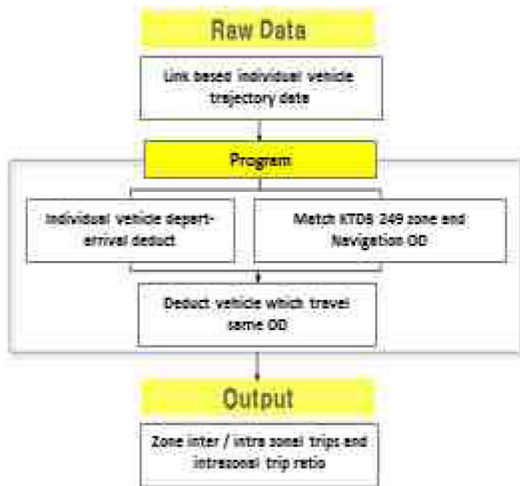 Raw Data
Link based individual vehicle
trajectory data
Program
Individual vehicle depart-
arrival deduct
Match KTDB 249 zone and
Navigation OD
Deduct vehicle which travel
same OD
Output
Zone inter / intra zonal trips and
intrazonal trip ratio